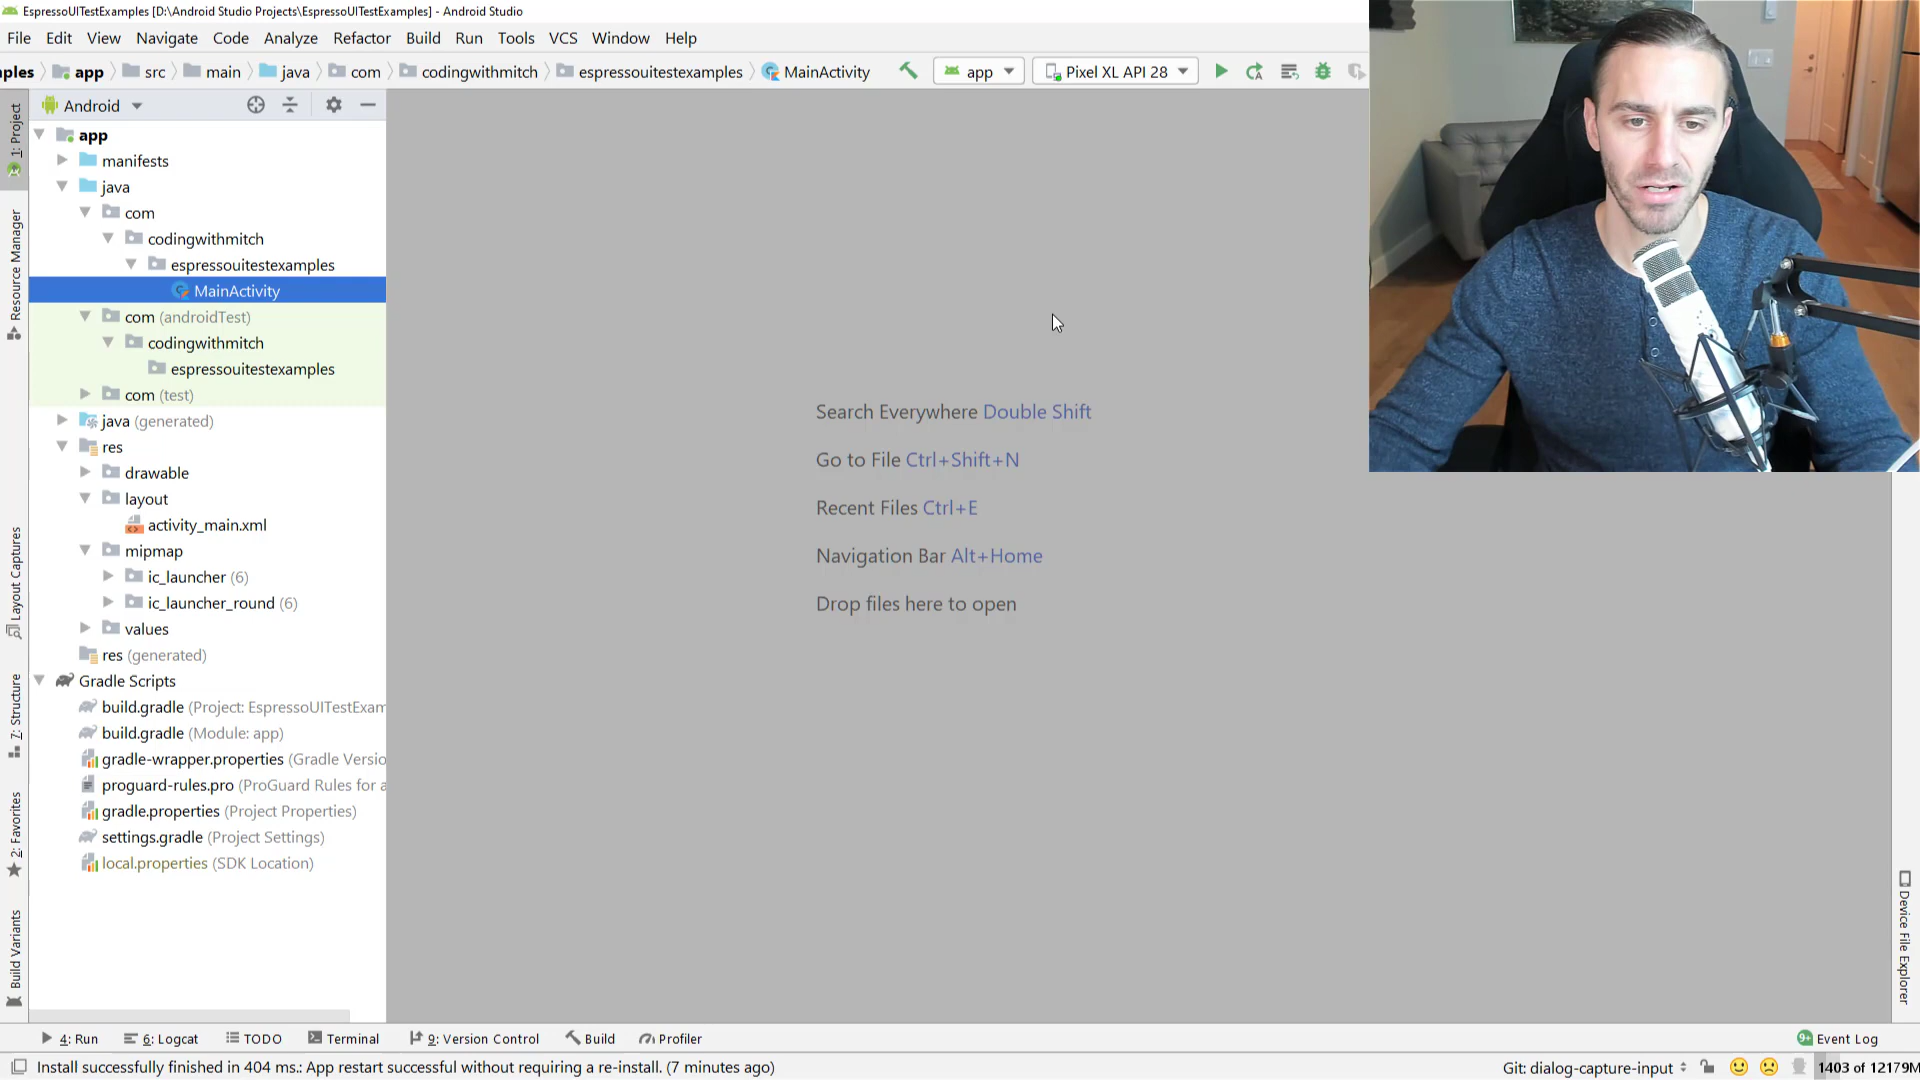 EspressoUITestExamples [D:\Android Studio Projects\EspressoUITestExamples] - Android Studio
File Edit View Navigate Code Analyze Refactor Build Run Tools VCS Window Help
ples app src main java com codingwithmitch espressouitestexamples MainActivity app Pixel XL API 28
Android
1: Project
Resource Manager
Layout Captures
7: Structure
2: Favorites
Build Variants
app
manifests
java
com
codingwithmitch
espressouitestexamples
MainActivity
com (androidTest)
codingwithmitch
espressouitestexamples
com (test)
java (generated)
res
drawable
layout
activity_main.xml
mipmap
ic_launcher (6)
ic_launcher_round (6)
values
res (generated)
Gradle Scripts
build.gradle (Project: EspressoUITestExam
build.gradle (Module: app)
gradle-wrapper.properties (Gradle Versio
proguard-rules.pro (ProGuard Rules for a
gradle.properties (Project Properties)
settings.gradle (Project Settings)
local.properties (SDK Location)
Search Everywhere Double Shift
Go to File Ctrl+Shift+N
Recent Files Ctrl+E
Navigation Bar Alt+Home
Drop files here to open
Device File Explorer
4: Run 6: Logcat TODO Terminal 9: Version Control Build Profiler 9+ Event Log
Install successfully finished in 404 ms.: App restart successful without requiring a re-install. (7 minutes ago) Git: dialog-capture-input 1403 of 12179M